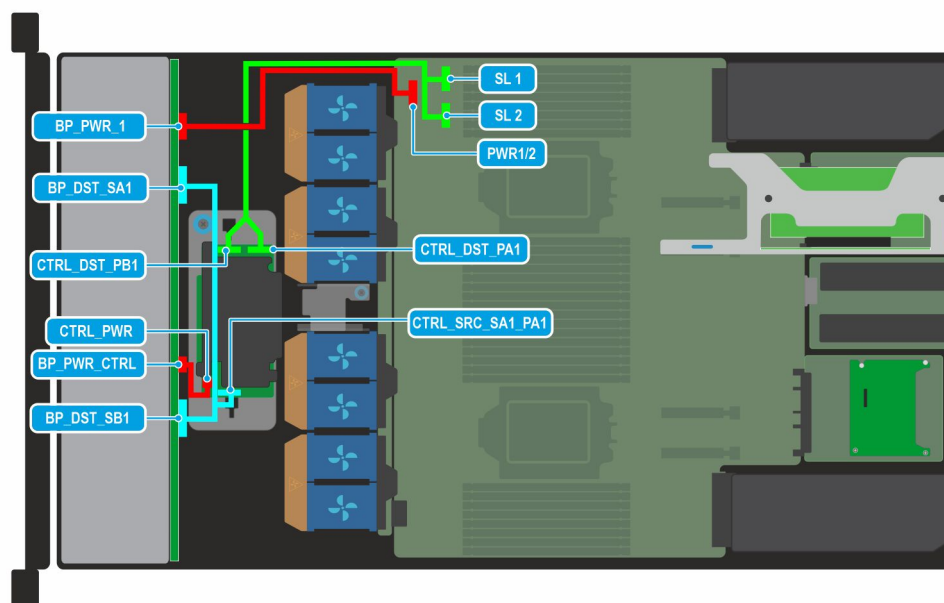 SL 1
BP_PWR_1
SL 2
PWR1/2
BP_DST_SA1
CTRL_DST_PB1
CTRL_DST_PA1
CTRL_PWR
CTRL_SRC_SA1_PA1
BP_PWR_CTRL
BP_DST_SB1